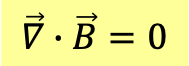 ∇⃗ · B⃗ = 0